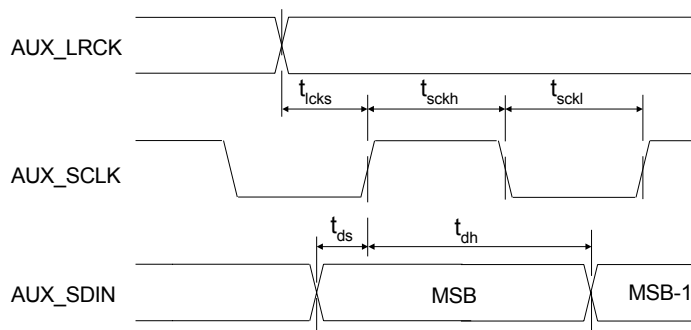 AUX_LRCK
t_lcks t_sckh t_sckl
AUX_SCLK
t_ds t_dh
AUX_SDIN MSB MSB-1